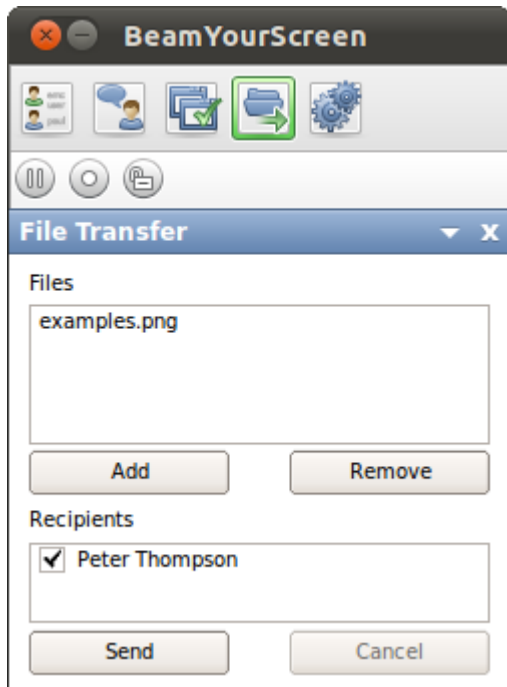 BeamYourScreen
File Transfer
X
Files
examples.png
Add Remove
Recipients
Peter Thompson
Send Cancel